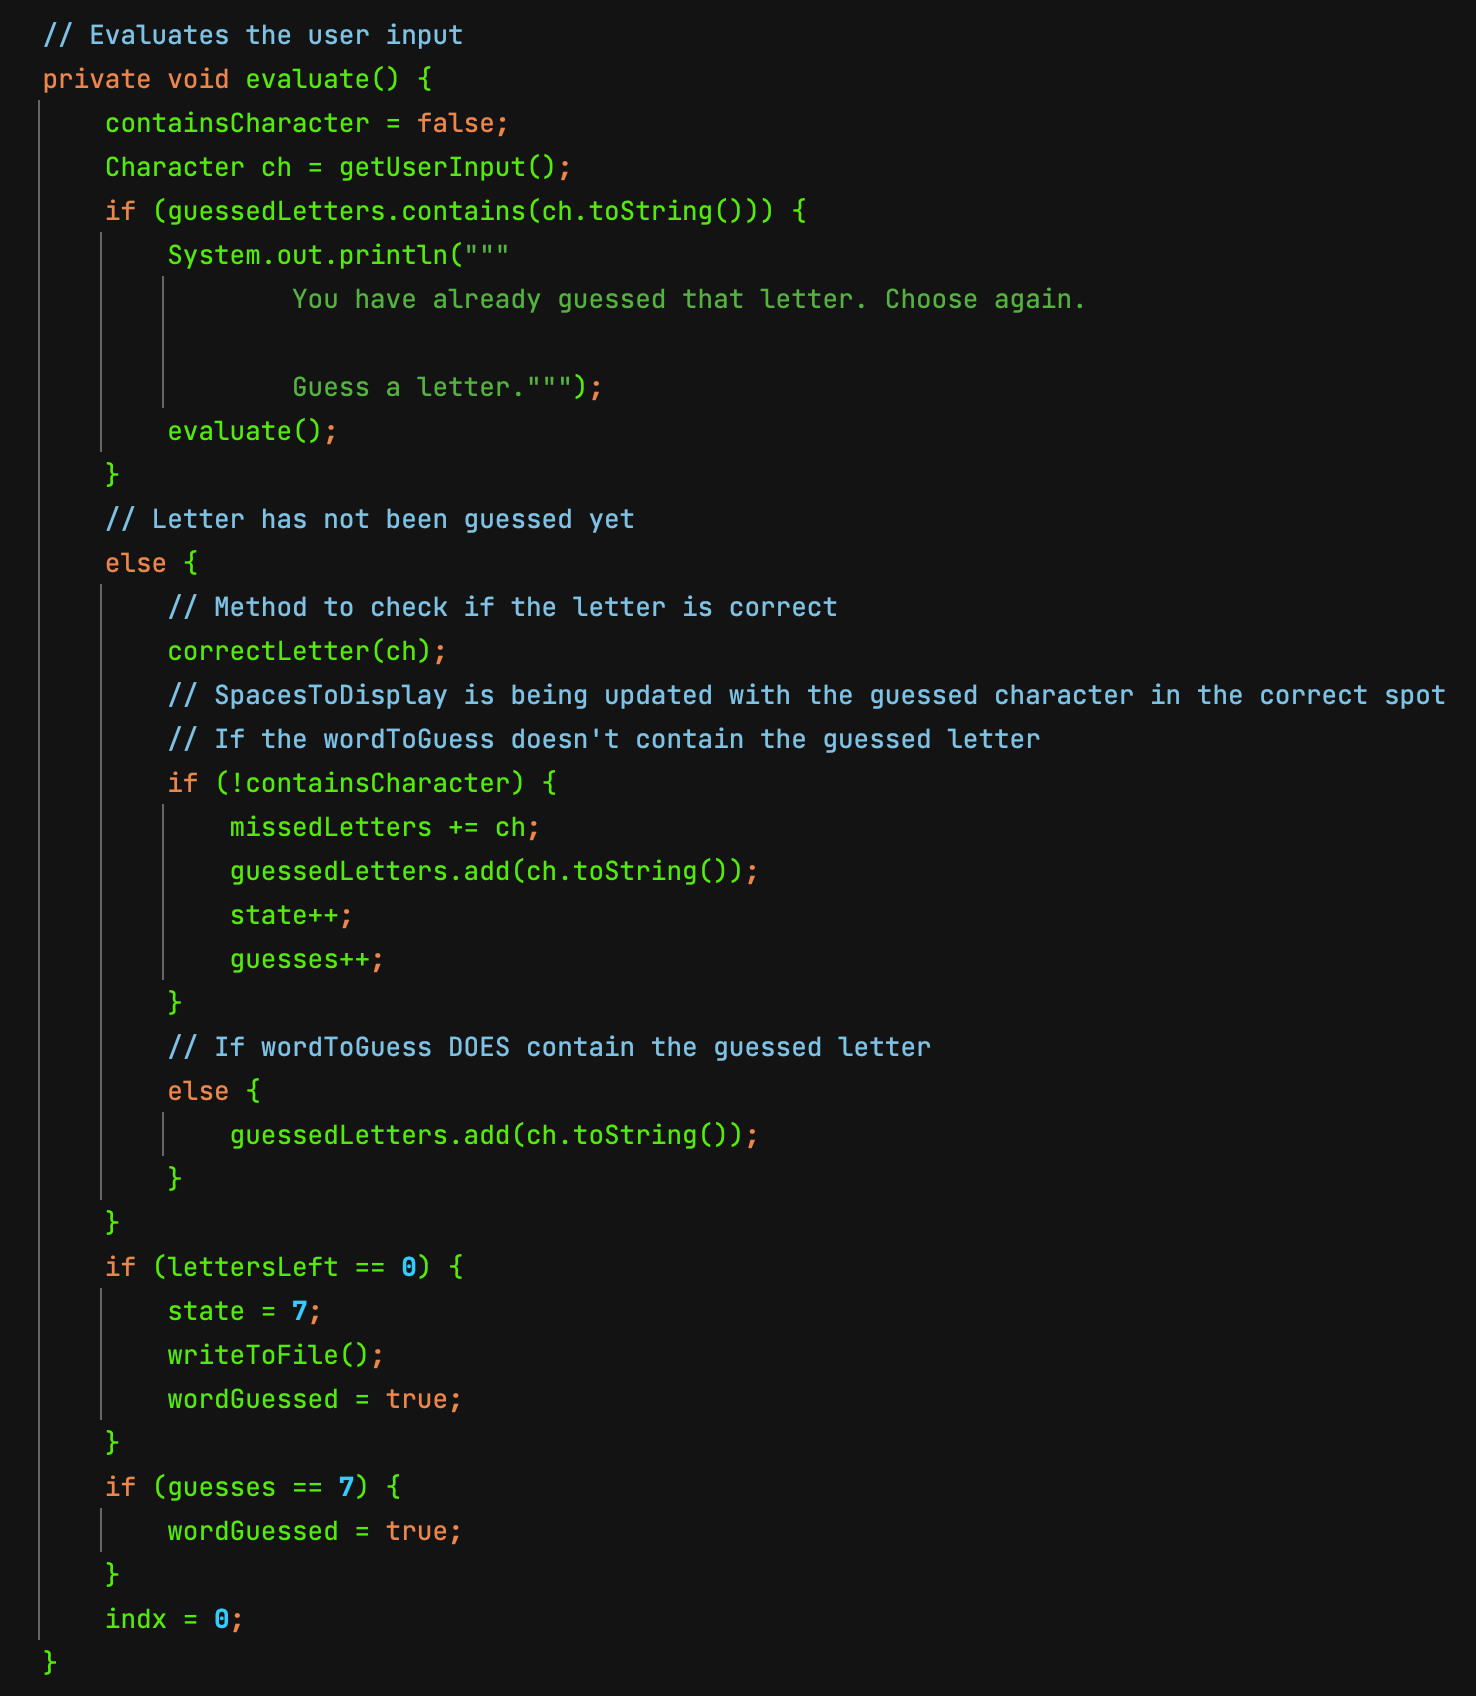 // Evaluates the user input
private void evaluate() {
    containsCharacter = false;
    Character ch = getUserInput();
    if (guessedLetters.contains(ch.toString())) {
        System.out.println("""
                You have already guessed that letter. Choose again.

                Guess a letter.""");
        evaluate();
    }
    // Letter has not been guessed yet
    else {
        // Method to check if the letter is correct
        correctLetter(ch);
        // SpacesToDisplay is being updated with the guessed character in the correct spot
        // If the wordToGuess doesn't contain the guessed letter
        if (!containsCharacter) {
            missedLetters += ch;
            guessedLetters.add(ch.toString());
            state++;
            guesses++;
        }
        // If wordToGuess DOES contain the guessed letter
        else {
            guessedLetters.add(ch.toString());
        }
    }
    if (lettersLeft == 0) {
        state = 7;
        writeToFile();
        wordGuessed = true;
    }
    if (guesses == 7) {
        wordGuessed = true;
    }
    indx = 0;
}